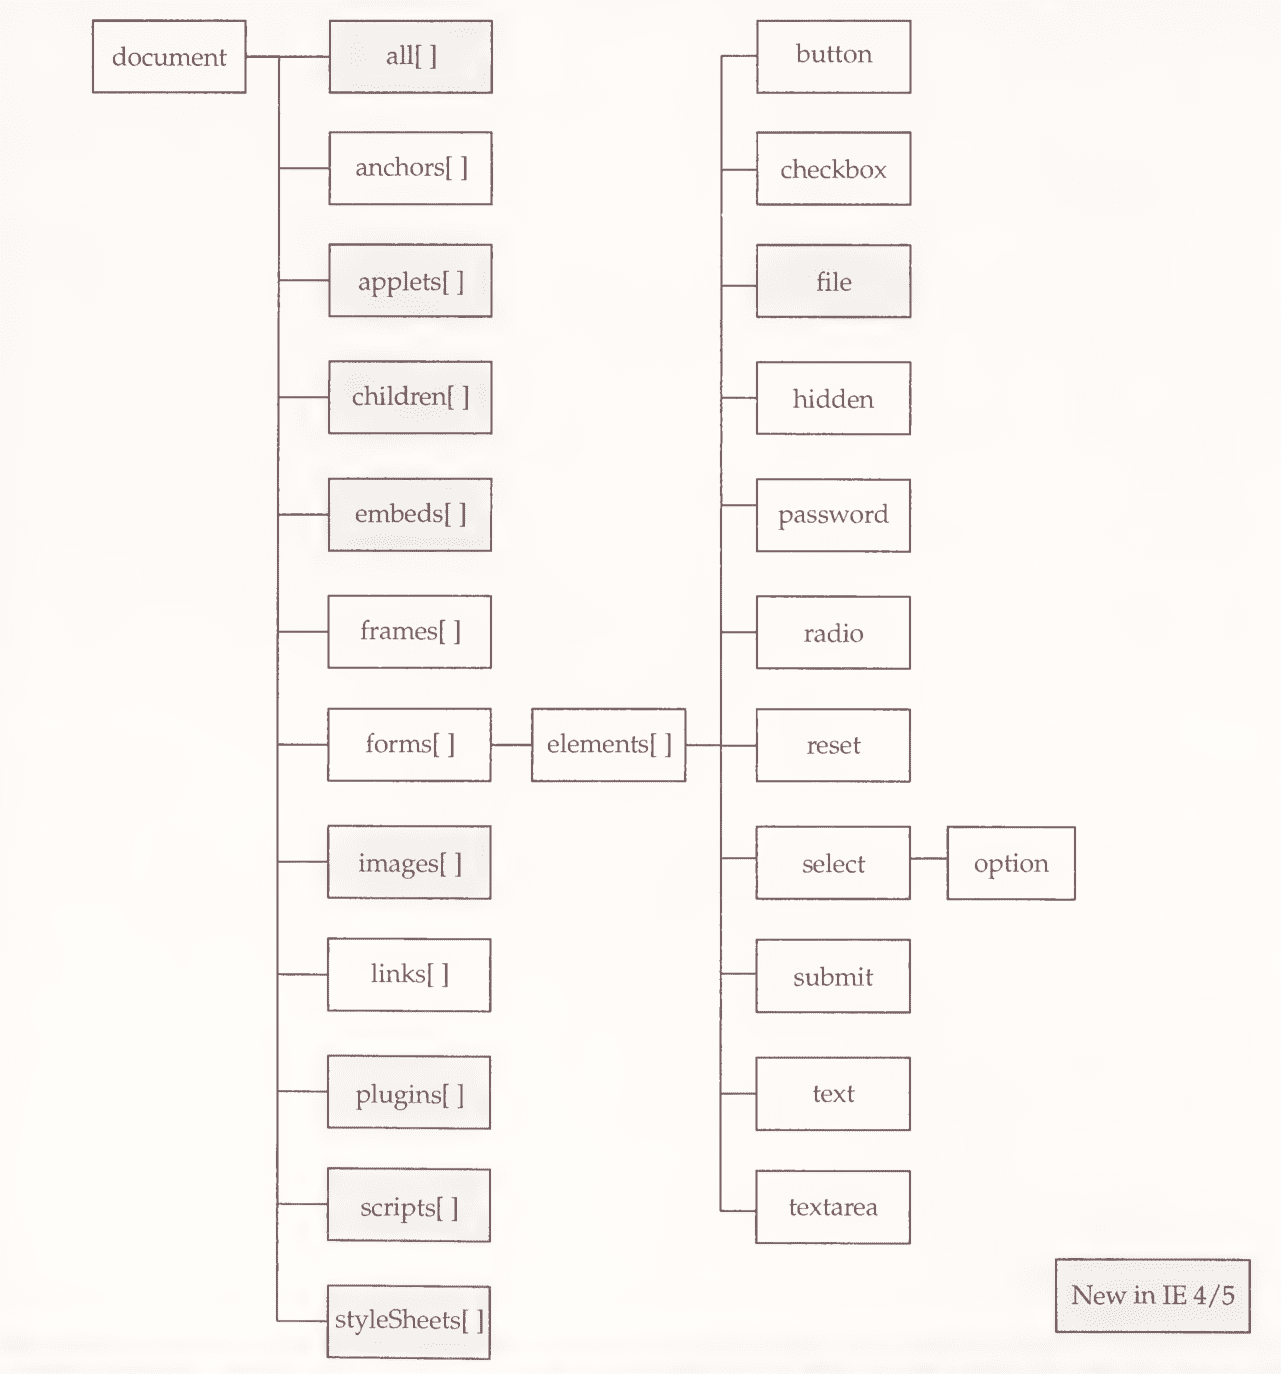 document
all[ ]
anchors[ ]
applets[ ]
children[ ]
embeds[ ]
frames[ ]
forms[ ]
images[ ]
links[ ]
plugins[ ]
scripts[ ]
styleSheets[ ]
elements[ ]
button
checkbox
file
hidden
password
radio
reset
select
option
submit
text
textarea
New in IE 4/5